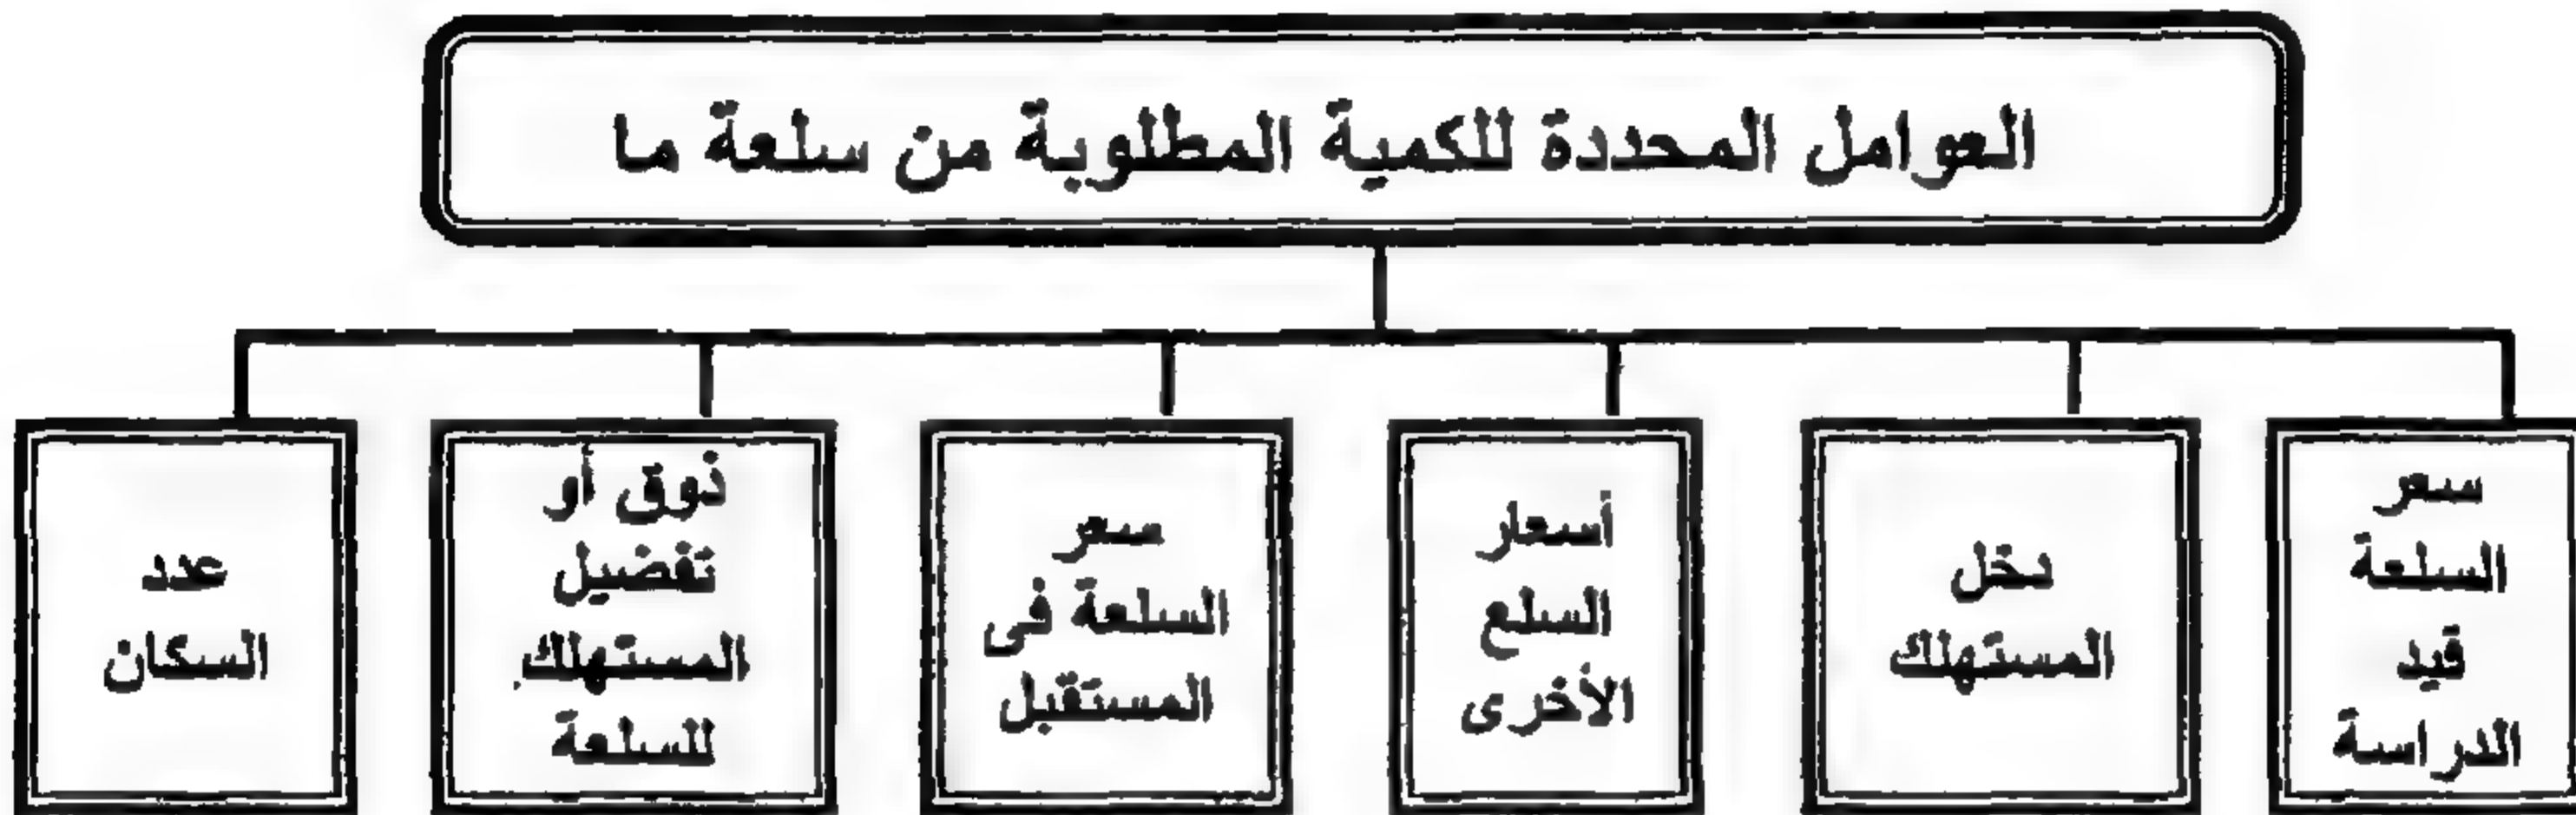 العوامل المحددة للكمية المطلوبة من سلعة ما
سعر
السلعة
قيد
الدراسة
دخل
المستهلك
أسعار
السلع
الأخرى
سعر
السلعة فى
المستقبل
ذوق أو
تفضيل
المستهلك
للسلعة
عدد
السكان